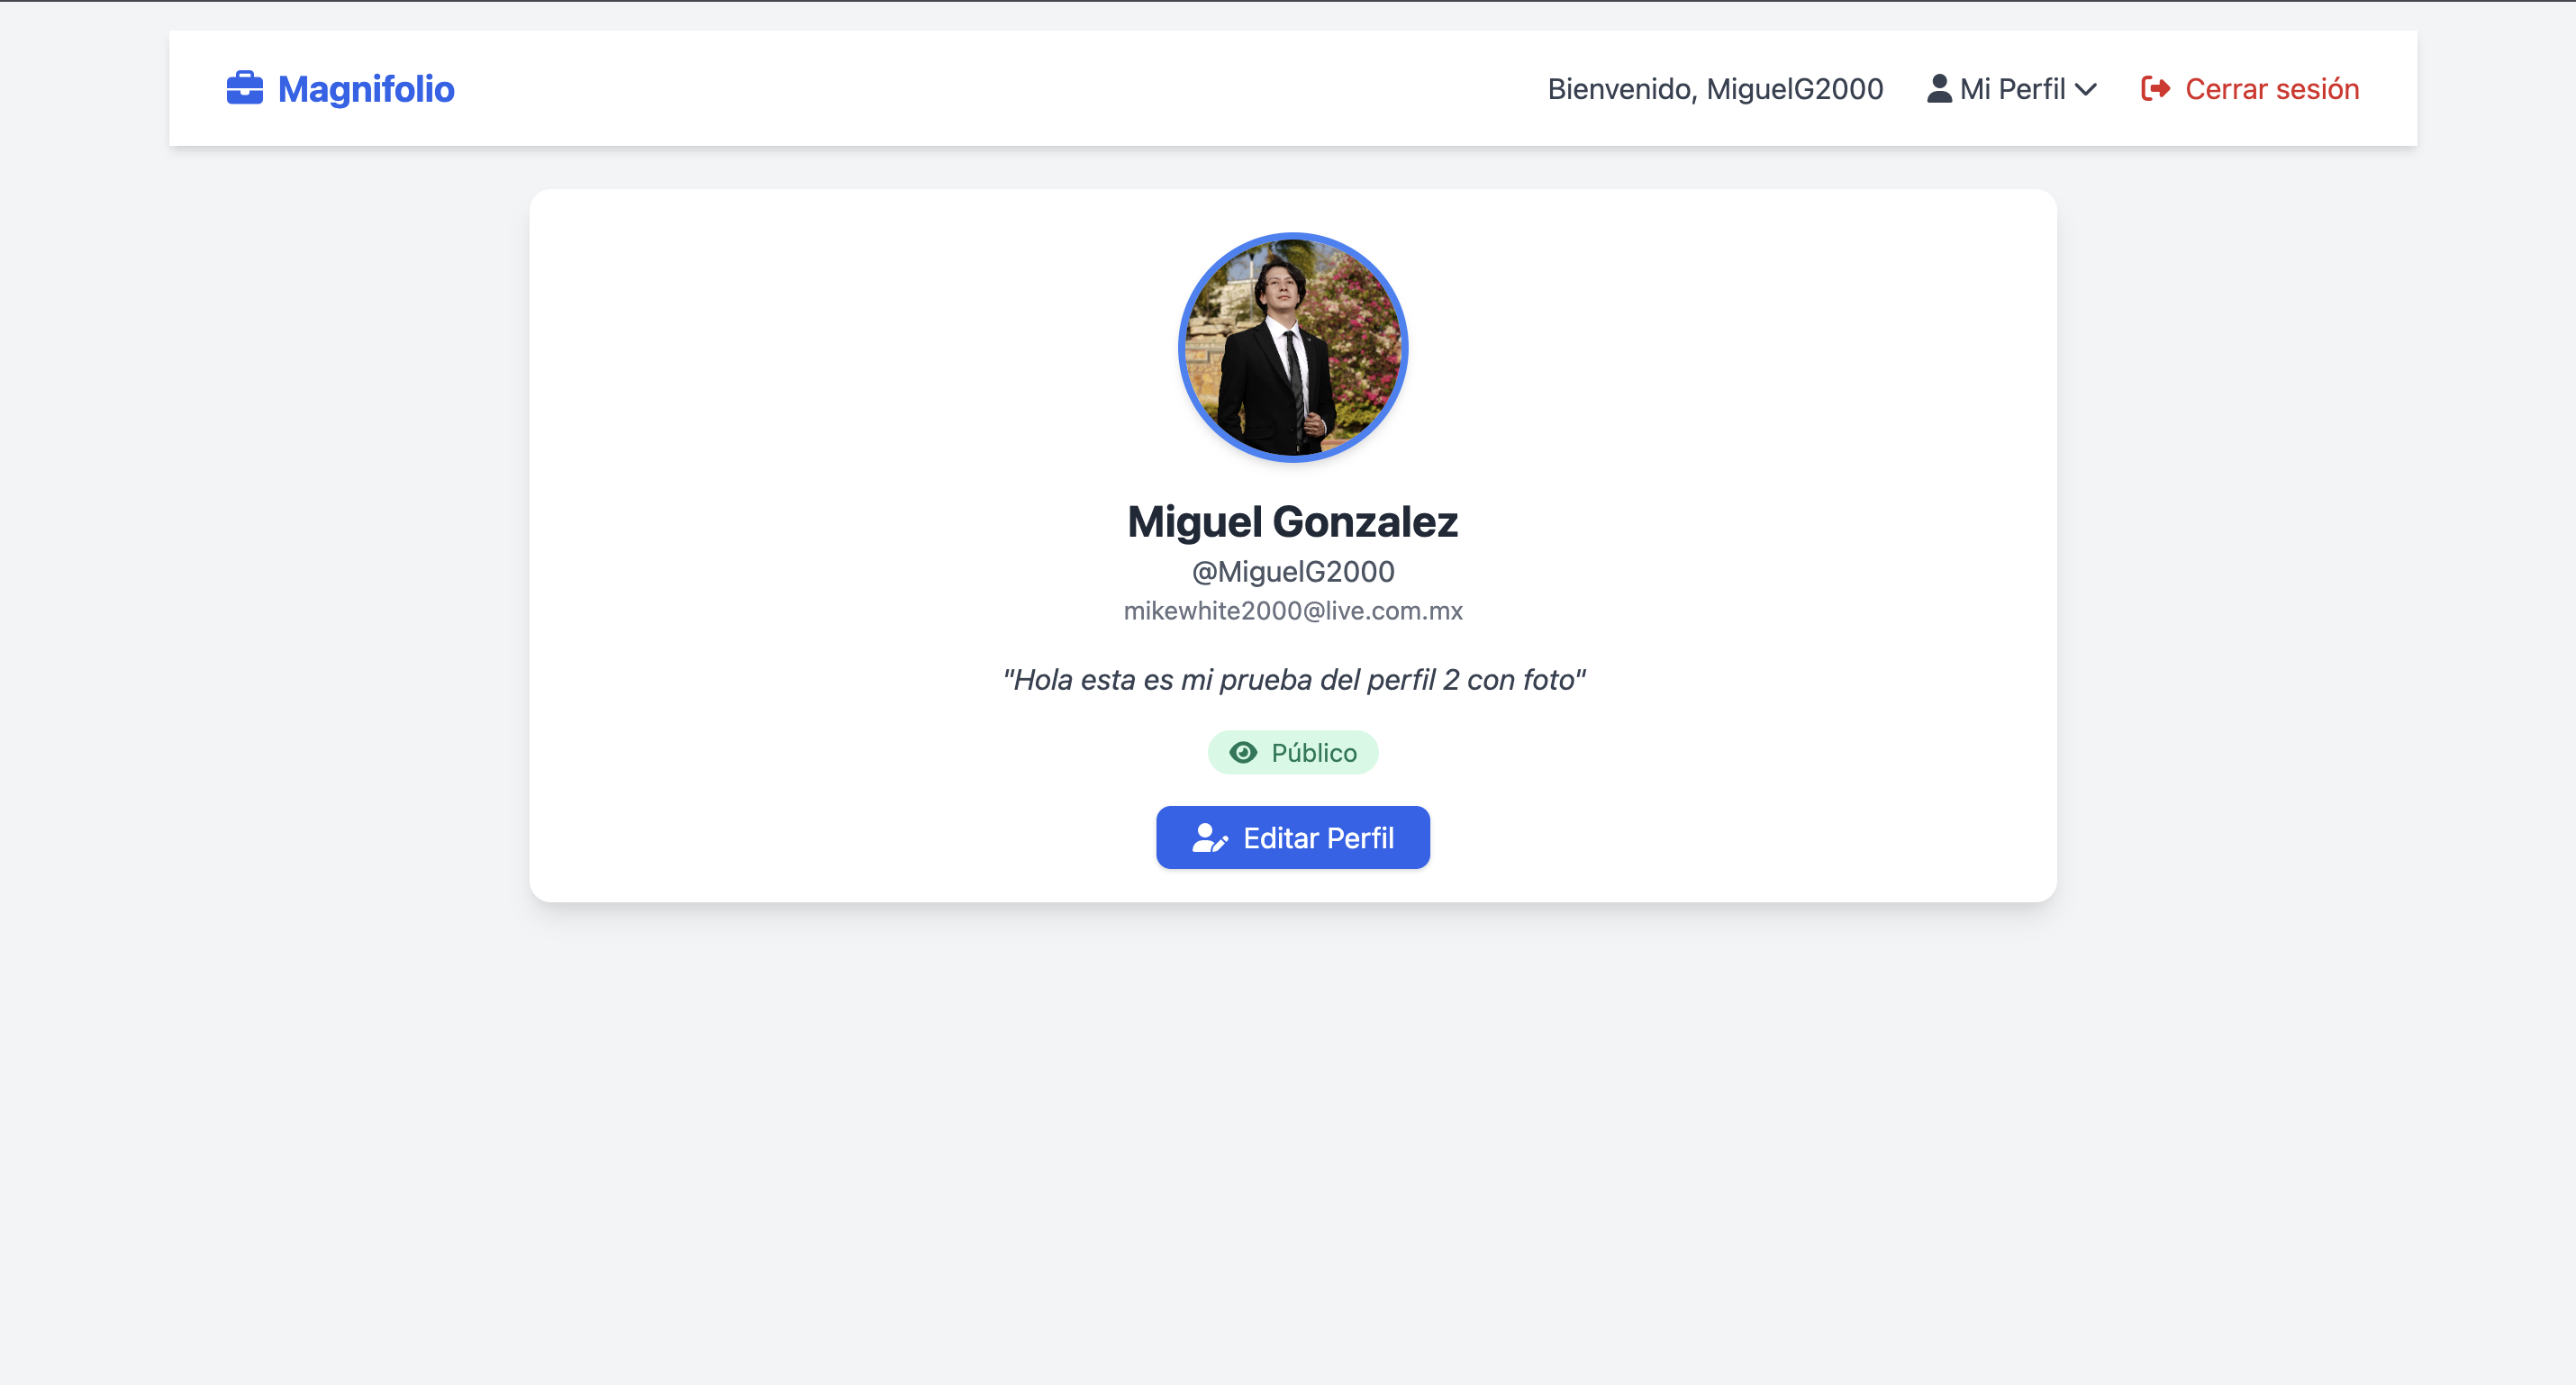 Magnifolio
Bienvenido, MiguelG2000
Mi Perfil
Cerrar sesión
Miguel Gonzalez
@MiguelG2000
mikewhite2000@live.com.mx
"Hola esta es mi prueba del perfil 2 con foto"
Público
Editar Perfil